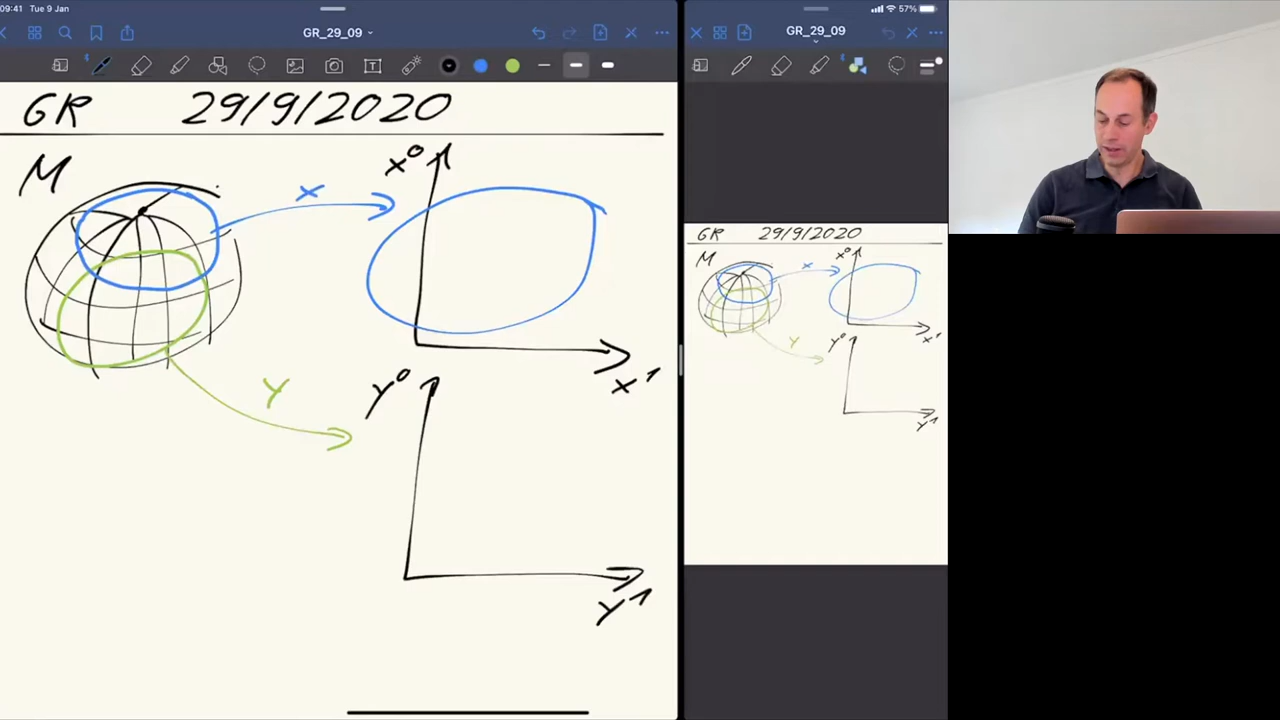 09:41 Tue 9 Jan
57%
GR_29_09
GR_29_09
GR 29/9/2020
M
x⁰
x
x¹
y⁰
y
y¹
GR 29/9/2020
M
x⁰
x
x¹
y⁰
y
y¹